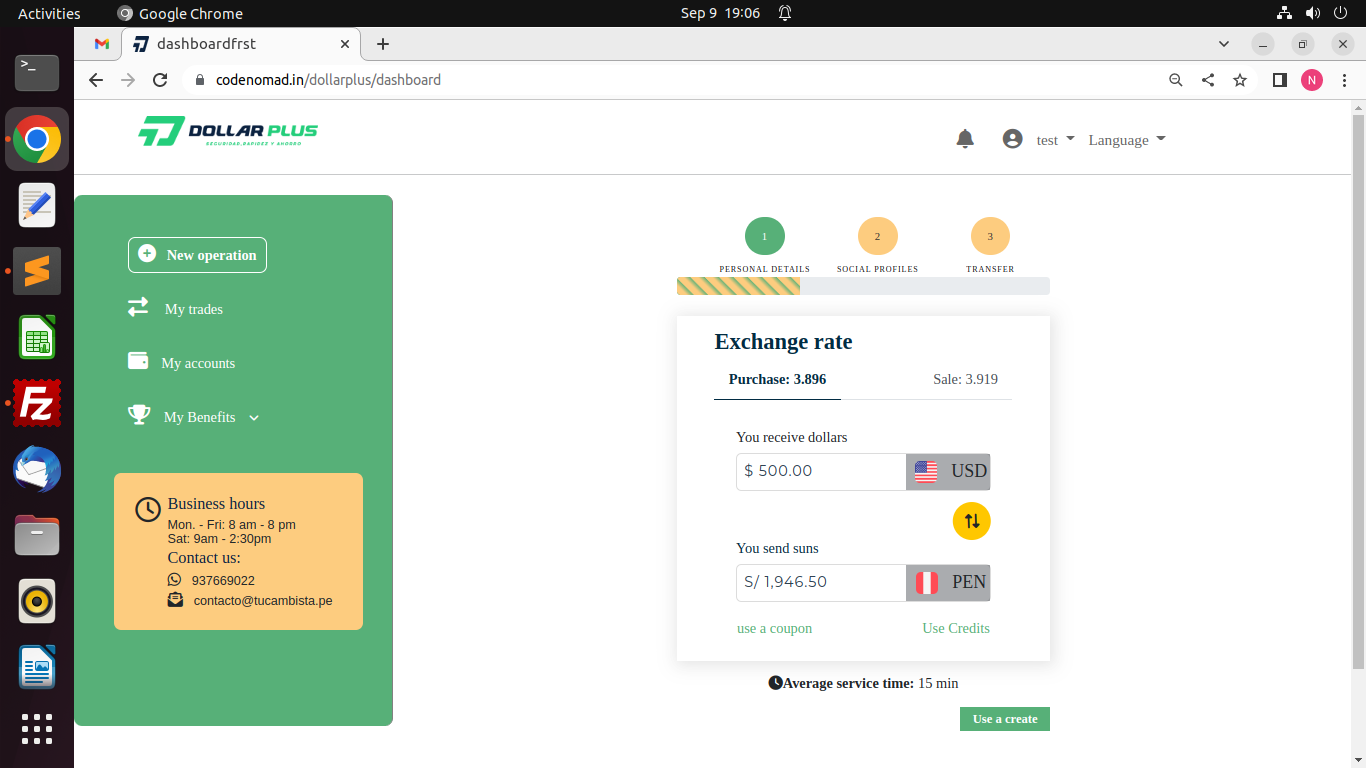 Activities Google Chrome Sep 9 19:06
dashboardfrst
codenomad.in/dollarplus/dashboard N
DOLLAR PLUS
SEGURIDAD, RAPIDEZ Y AHORRO
test Language
New operation
My trades
My accounts
My Benefits
Business hours
Mon. - Fri: 8 am - 8 pm
Sat: 9am - 2:30pm
Contact us:
937669022
contacto@tucambista.pe
1 2 3
PERSONAL DETAILS SOCIAL PROFILES TRANSFER
Exchange rate
Purchase: 3.896 Sale: 3.919
You receive dollars
$ 500.00 USD
You send suns
S/ 1,946.50 PEN
use a coupon Use Credits
Average service time: 15 min
Use a create